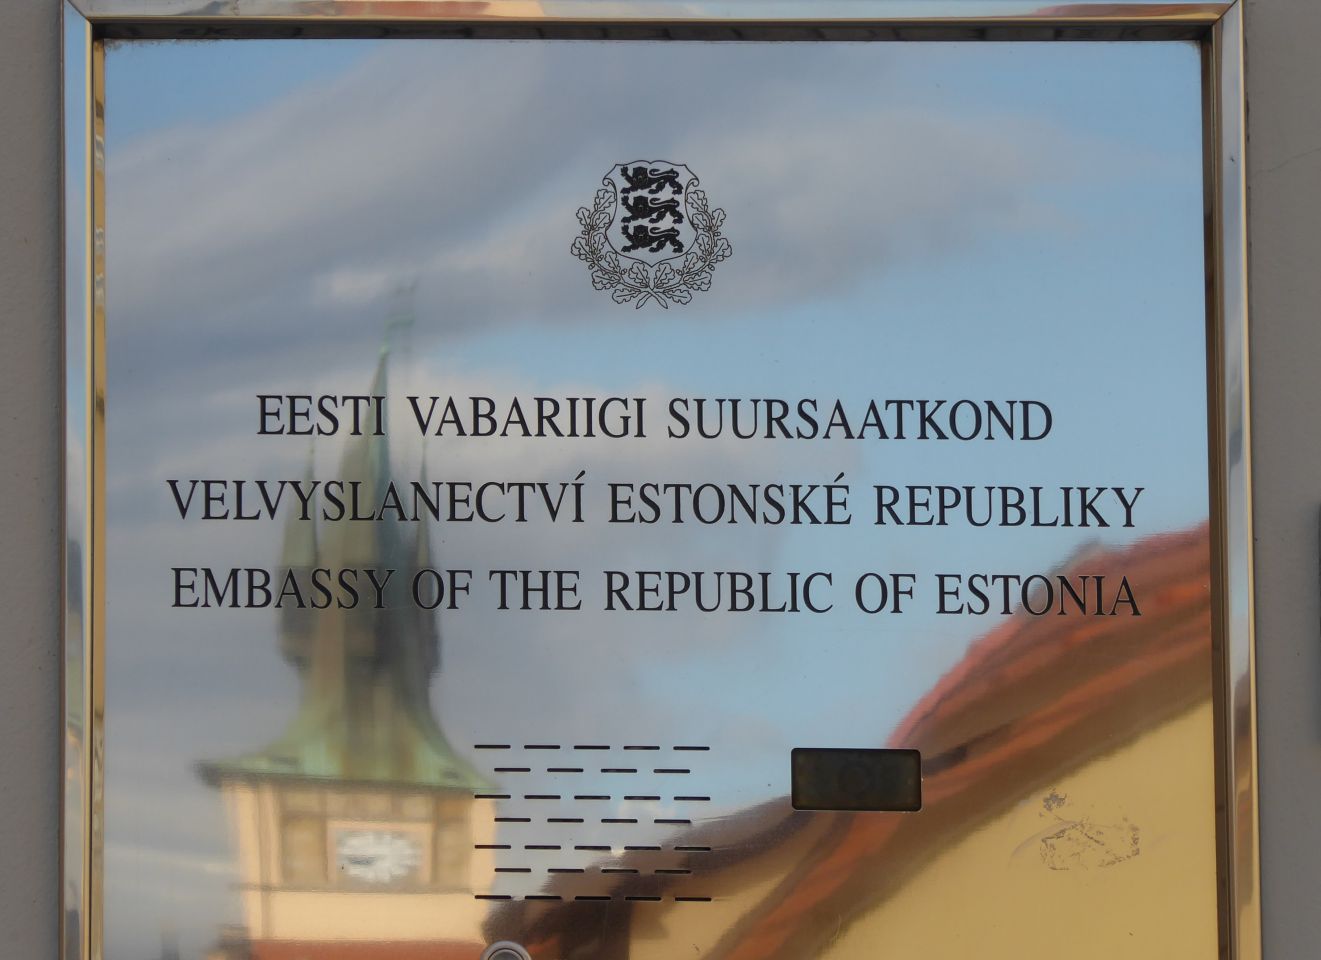 EESTI VABARIIGI SUURSAATKOND
VELVYSLANECTVÍ ESTONSKÉ REPUBLIKY
EMBASSY OF THE REPUBLIC OF ESTONIA